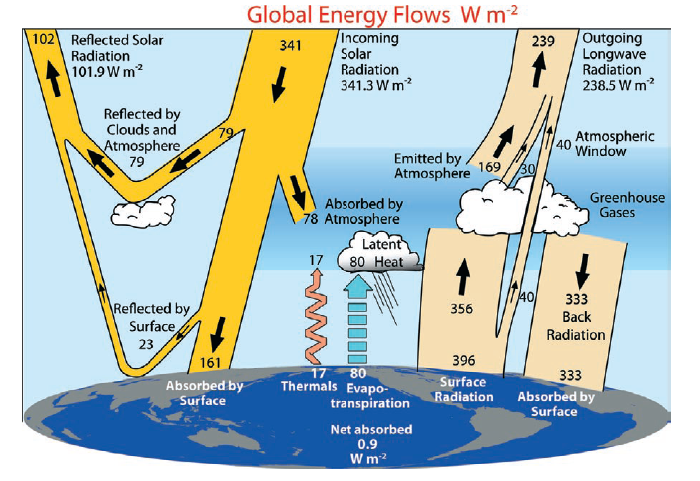 Global Energy Flows W m-2
102
Reflected Solar
Radiation
101.9 W m-2
341
Incoming
Solar
Radiation
341.3 W m-2
239
Outgoing
Longwave
Radiation
238.5 W m-2
Reflected by
Clouds and
Atmosphere
79
79
Emitted by
Atmosphere
169
30
40
Atmospheric
Window
Greenhouse
Gases
78
Absorbed by
Atmosphere
Latent
Heat
17
80
Reflected by
Surface
23
161
356
40
333
Back
Radiation
396
333
Absorbed by
Surface
17
Thermals
80
Evapo-
transpiration
Surface
Radiation
Absorbed by
Surface
Net absorbed
0.9
W m-2